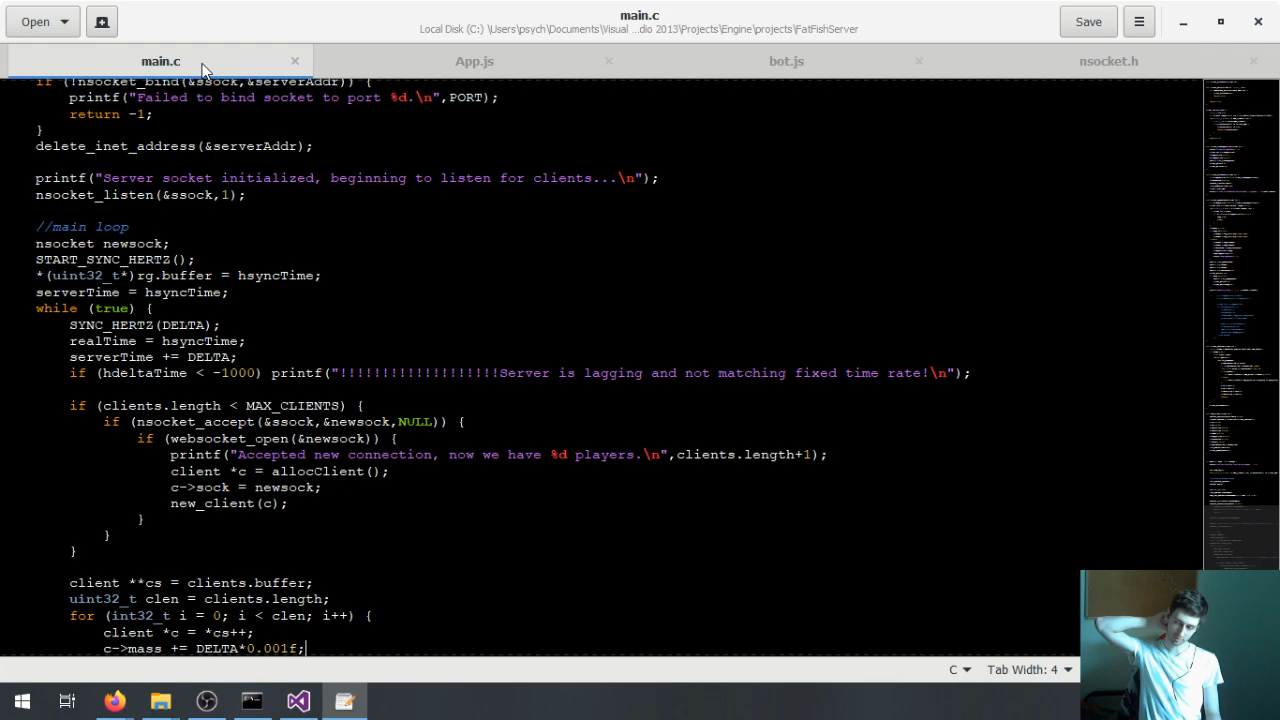 Open
main.c
Local Disk (C:) \Users\psych\Documents\Visual ...dio 2013\Projects\Engine\projects\FatFishServer
Save
main.c
App.js
bot.js
nsocket.h
if (!nsocket_bind(&ssock,&serverAddr)) {
printf("Failed to bind socket to port %d.\n",PORT);
return -1;
}
delete_inet_address(&serverAddr);
printf("Server socket initialized, beginning to listen for clients...\n");
nsocket_listen(&ssock,1);
//main loop
nsocket newsock;
START_SYNC_HERTZ();
*(uint32_t*)rg.buffer = hsyncTime;
serverTime = hsyncTime;
while (true) {
SYNC_HERTZ(DELTA);
realTime = hsyncTime;
serverTime += DELTA;
if (hdeltaTime < -1000) printf("!!!!!!!!!!!!!!!!!!!Server is lagging and not matching fixed time rate!\n");
if (clients.length < MAX_CLIENTS) {
if (nsocket_accept(&ssock,&newsock,NULL)) {
if (websocket_open(&newsock)) {
printf("Accepted new connection, now we have %d players.\n",clients.length+1);
client *c = allocClient();
c->sock = newsock;
new_client(c);
}
}
}
client **cs = clients.buffer;
uint32_t clen = clients.length;
for (int32_t i = 0; i < clen; i++) {
client *c = *cs++;
c->mass += DELTA*0.001f;
C
Tab Width: 4